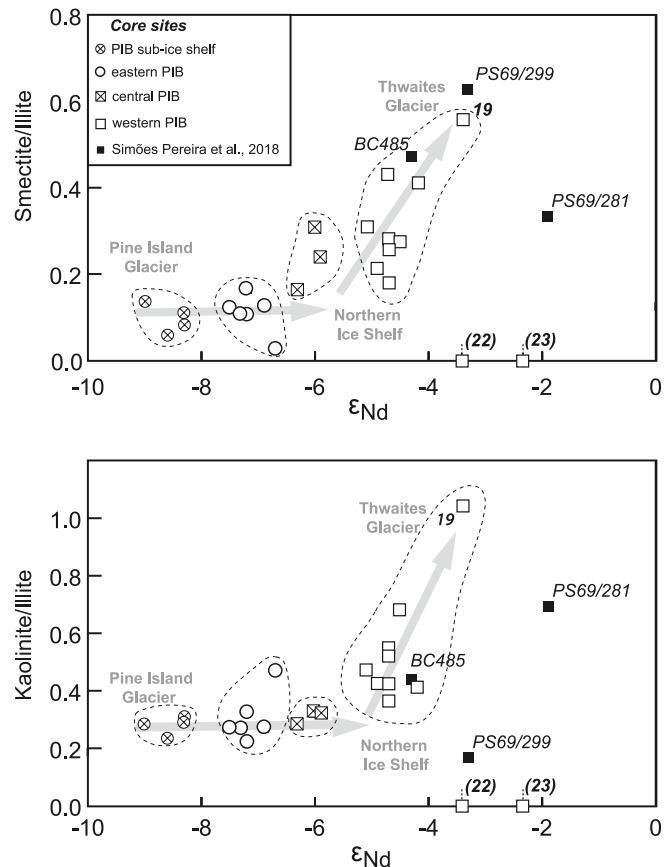 Core sites
PIB sub-ice shelf
eastern PIB
central PIB
western PIB
Simões Pereira et al., 2018
Smectite/Illite
0.8
0.6
0.4
0.2
0.0
PS69/299
Thwaites
Glacier
19
BC485
PS69/281
Pine Island
Glacier
Northern
Ice Shelf
(22)
(23)
-10
-8
-6
-4
-2
0
εNd
Kaolinite/Illite
1.0
0.8
0.6
0.4
0.2
0.0
Thwaites
Glacier
19
PS69/281
BC485
Pine Island
Glacier
PS69/299
Northern
Ice Shelf
(22)
(23)
-10
-8
-6
-4
-2
0
εNd